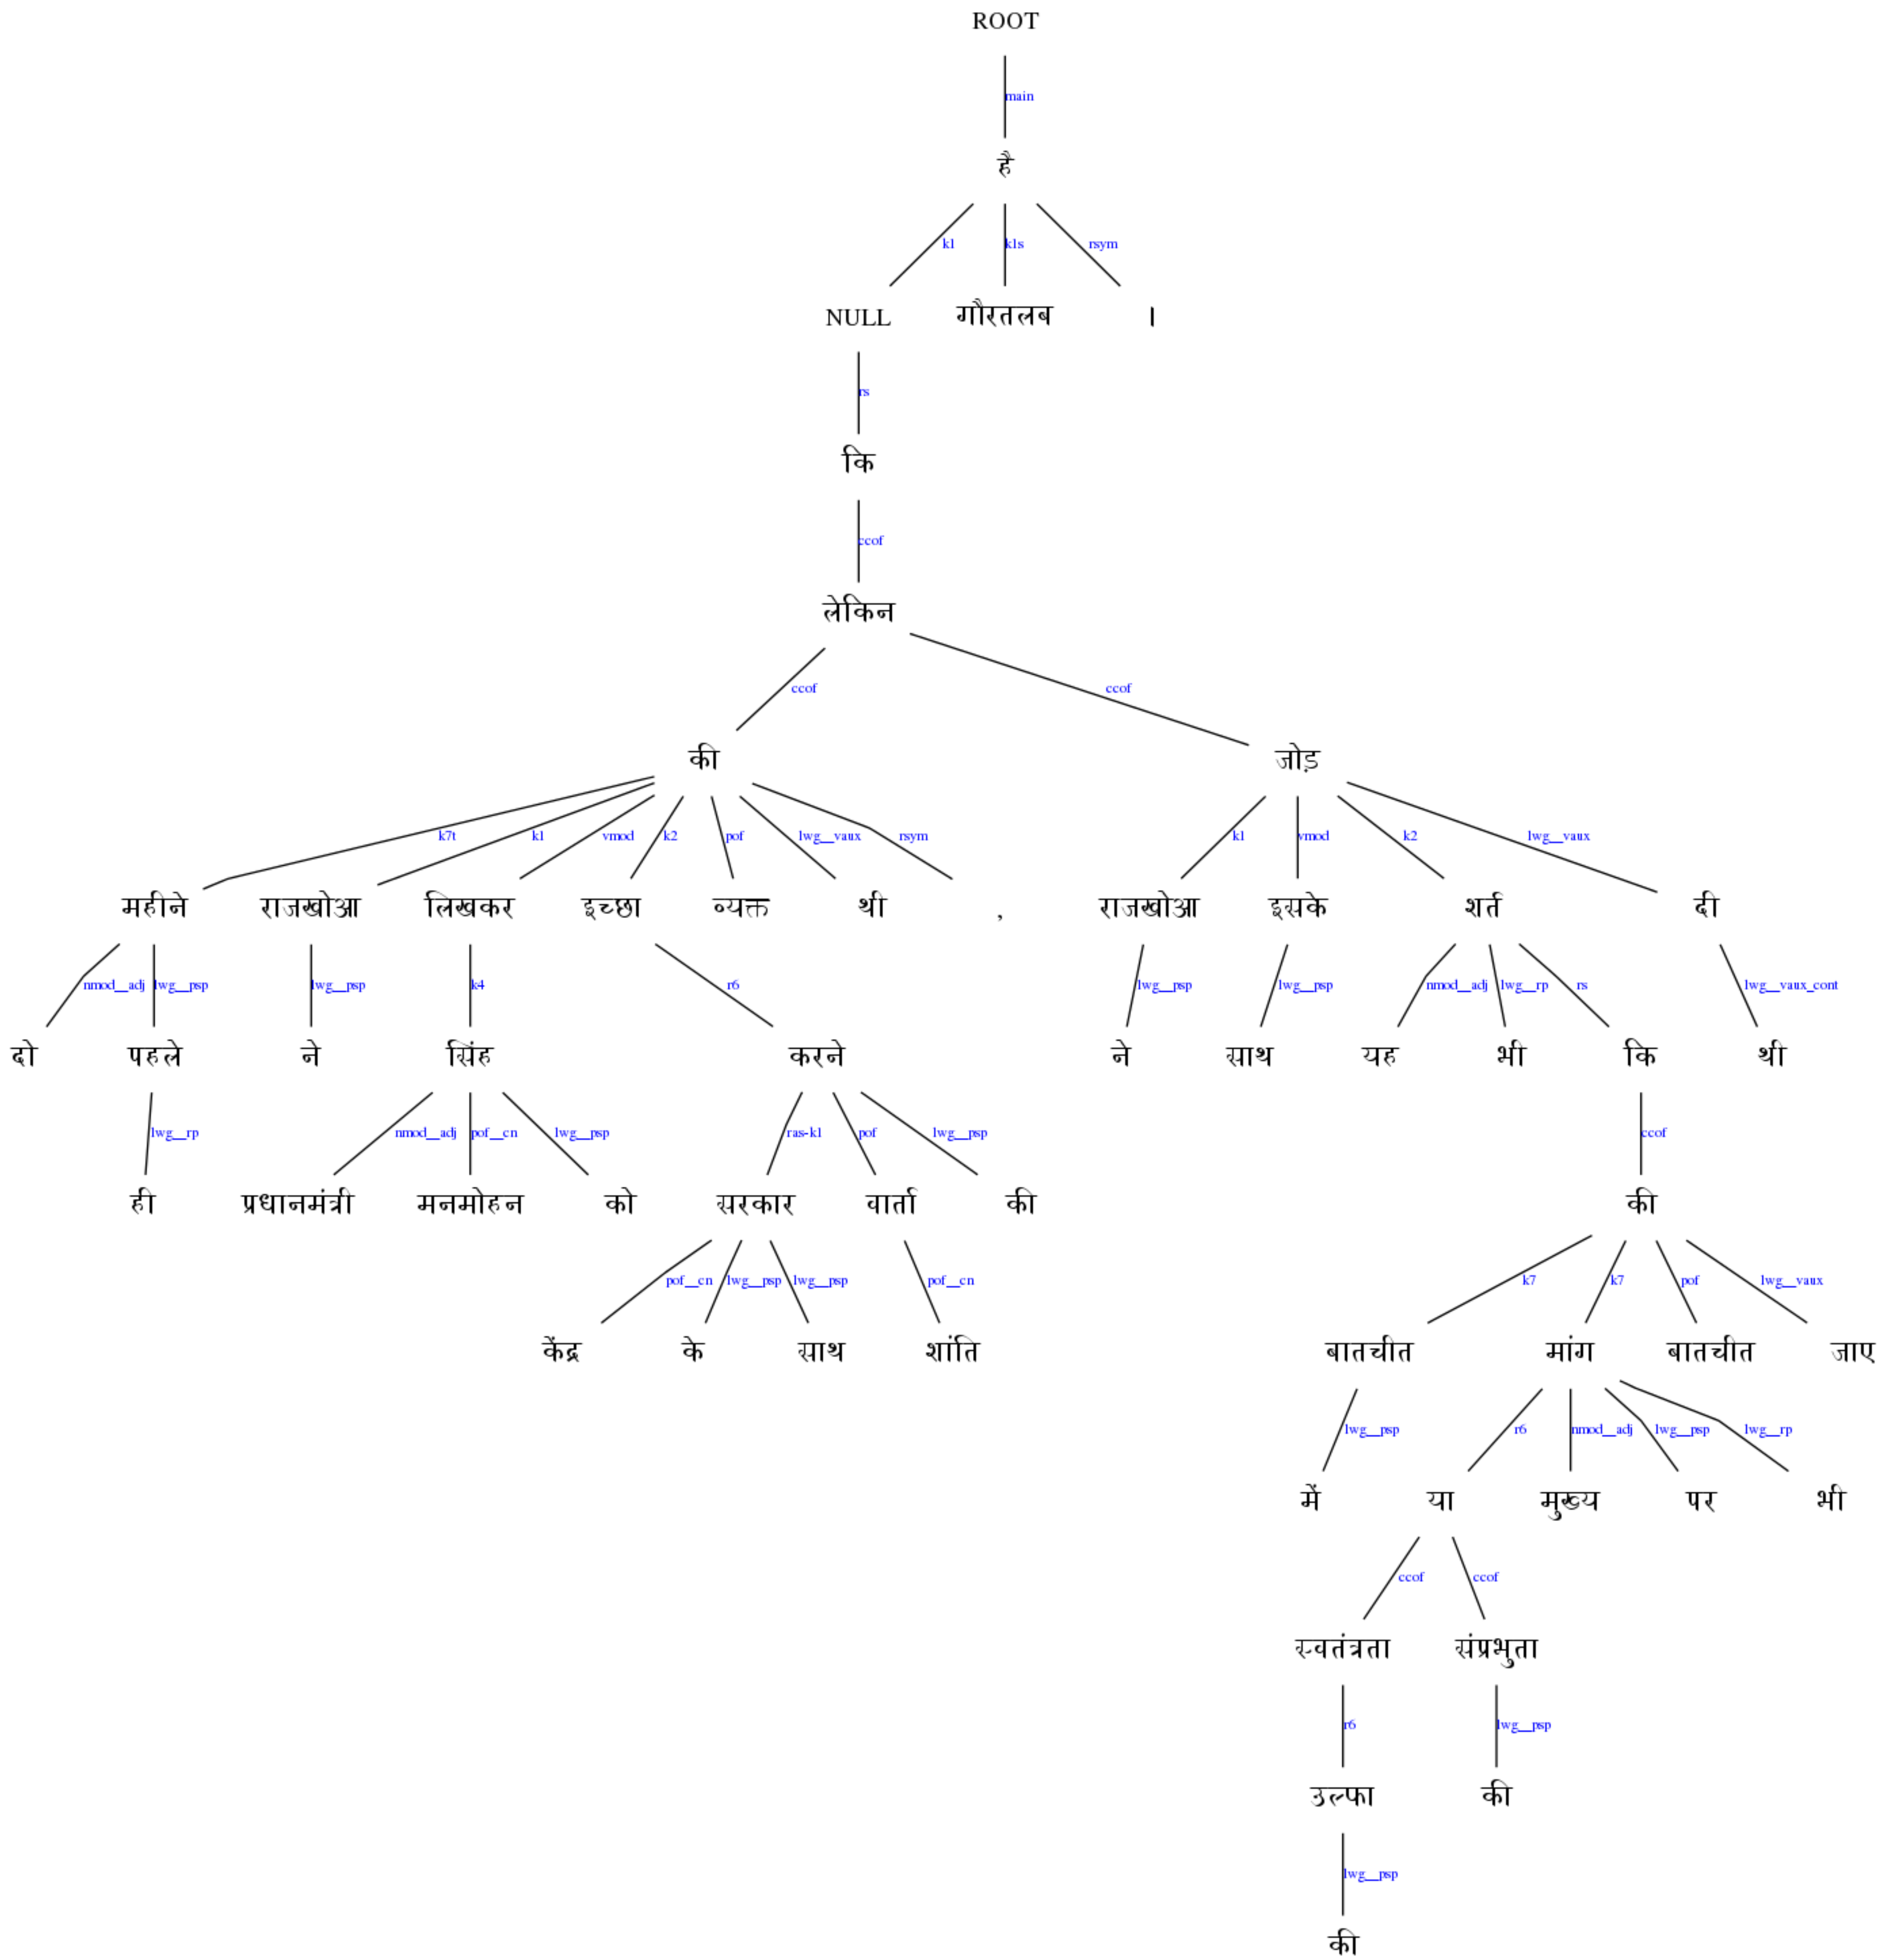 ROOT
main
है
k1 k1s rsym
NULL गौरतलब ।
rs
कि
ccof
लेकिन
ccof ccof
की जोड़
k7t k1 vmod k2 pof lwg__vaux rsym k1 vmod k2 lwg__vaux
महीने राजखोआ लिखकर इच्छा व्यक्त थी , राजखोआ इसके शर्त दी
nmod__adj lwg__psp lwg__psp k4 r6 lwg__psp lwg__psp nmod__adj lwg__rp rs lwg__vaux_cont
दो पहले ने सिंह करने ने साथ यह भी कि थी
lwg__rp nmod__adj pof__cn lwg__psp ras-k1 pof lwg__psp ccof
ही प्रधानमंत्री मनमोहन को सरकार वार्ता की की
pof__cn lwg__psp lwg__psp pof__cn k7 k7 pof lwg__vaux
केंद्र के साथ शांति बातचीत मांग बातचीत जाए
lwg__psp r6 nmod__adj lwg__psp lwg__rp
में या मुख्य पर भी
ccof ccof
स्वतंत्रता संप्रभुता
r6 lwg__psp
उल्फा की
lwg__psp
की